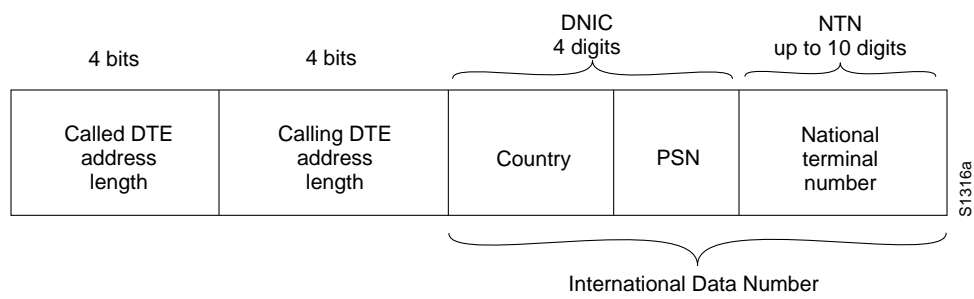 DNIC
4 digits
NTN
up to 10 digits
4 bits
4 bits
Called DTE
address
length
Calling DTE
address
length
Country
PSN
National
terminal
number
S1316a
International Data Number